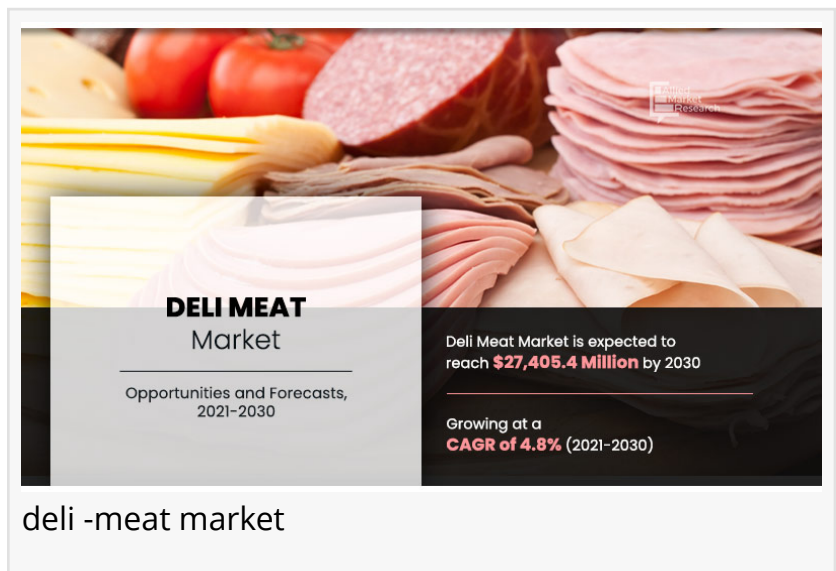 Allied
Market
Research
DELI MEAT
Market
Opportunities and Forecasts,
2021-2030
Deli Meat Market is expected to
reach $27,405.4 Million by 2030
Growing at a
CAGR of 4.8% (2021-2030)
deli -meat market